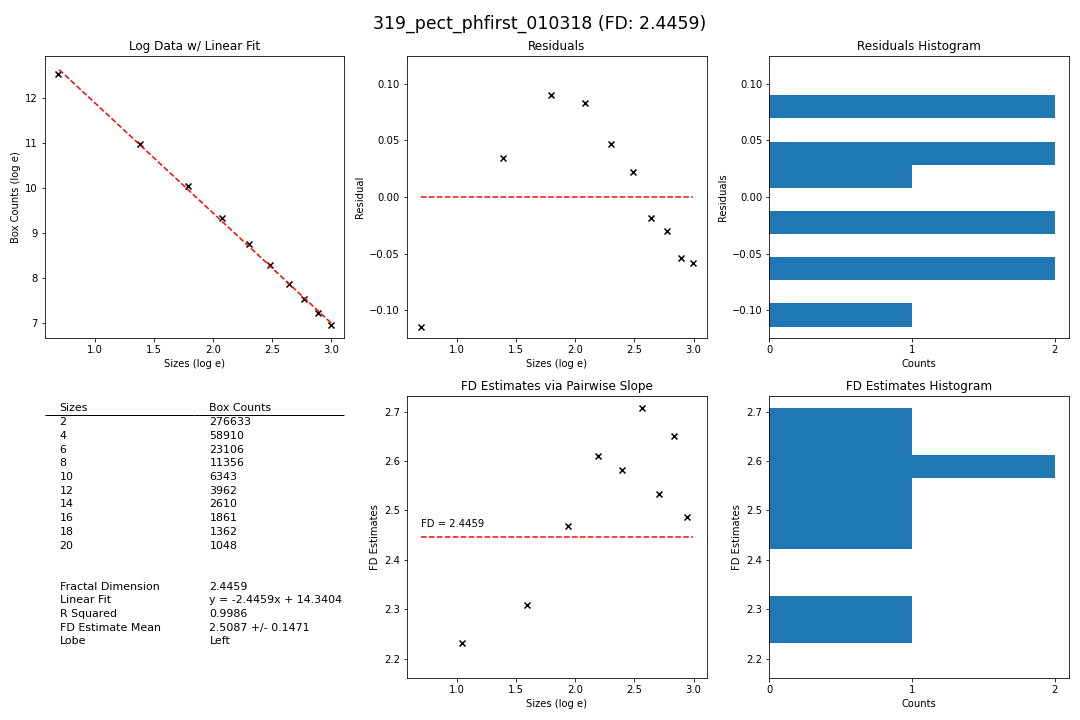 319_pect_phfirst_010318 (FD: 2.4459)
Log Data w/ Linear Fit
Box Counts (log e)
12
11
10
9
8
7
1.0 1.5 2.0 2.5 3.0
Sizes (log e)
Residuals
Residual
0.10
0.05
0.00
−0.05
−0.10
1.0 1.5 2.0 2.5 3.0
Sizes (log e)
Residuals Histogram
Residuals
0.10
0.05
0.00
−0.05
−0.10
0 1 2
Counts
Sizes Box Counts
2 276633
4 58910
6 23106
8 11356
10 6343
12 3962
14 2610
16 1861
18 1362
20 1048
Fractal Dimension 2.4459
Linear Fit y = -2.4459x + 14.3404
R Squared 0.9986
FD Estimate Mean 2.5087 +/- 0.1471
Lobe Left
FD Estimates via Pairwise Slope
FD Estimates
2.7
2.6
2.5
2.4
2.3
2.2
FD = 2.4459
1.0 1.5 2.0 2.5 3.0
Sizes (log e)
FD Estimates Histogram
FD Estimates
2.7
2.6
2.5
2.4
2.3
2.2
0 1 2
Counts